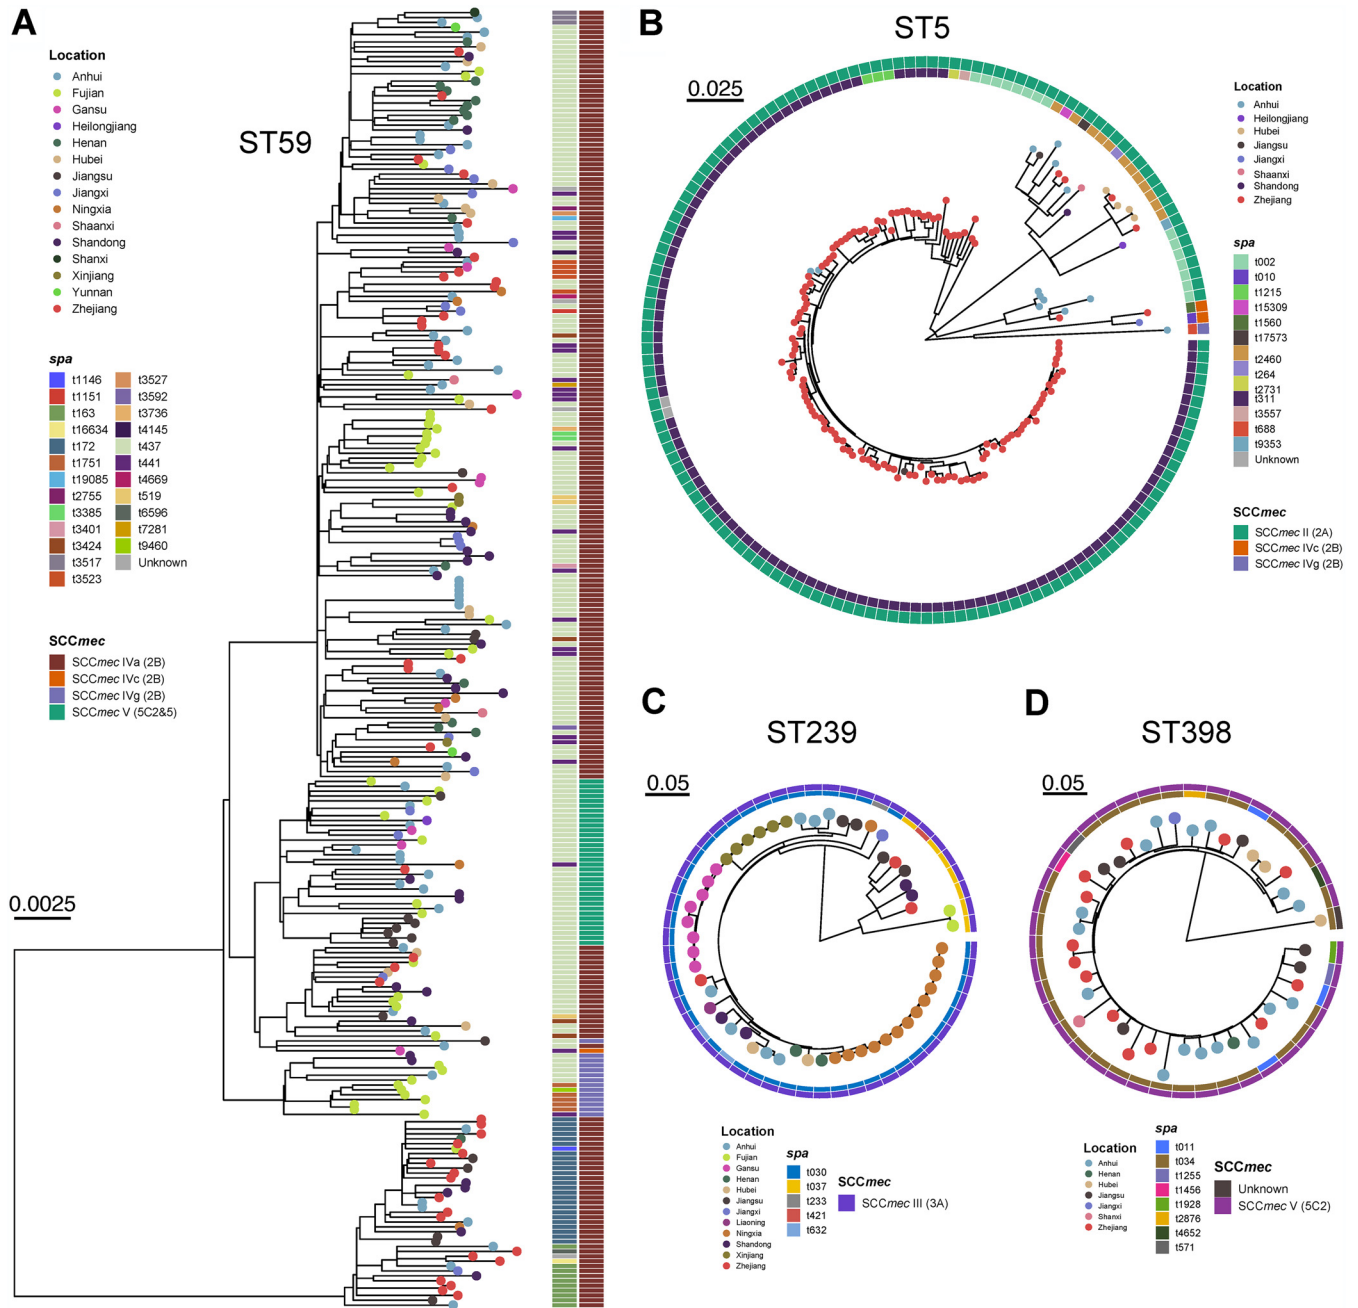 A
ST59
Location
Anhui
Fujian
Gansu
Heilongjiang
Henan
Hubei
Jiangsu
Jiangxi
Ningxia
Shaanxi
Shandong
Shanxi
Xinjiang
Yunnan
Zhejiang
spa
t1146
t1151
t163
t16634
t172
t1751
t19085
t2755
t3385
t3401
t3424
t3517
t3523
t3527
t3592
t3736
t4145
t437
t441
t4669
t519
t6596
t7281
t9460
Unknown
SCCmec
SCCmec IVa (2B)
SCCmec IVc (2B)
SCCmec IVg (2B)
SCCmec V (5C2&5)
0.0025
B
ST5
0.025
Location
Anhui
Heilongjiang
Hubei
Jiangsu
Jiangxi
Shaanxi
Shandong
Zhejiang
spa
t002
t010
t1215
t15309
t1560
t17573
t2460
t264
t2731
t311
t3557
t688
t9353
Unknown
SCCmec
SCCmec II (2A)
SCCmec IVc (2B)
SCCmec IVg (2B)
C
ST239
0.05
Location
Anhui
Fujian
Gansu
Henan
Hubei
Jiangsu
Jiangxi
Liaoning
Ningxia
Shandong
Xinjiang
Zhejiang
spa
t030
t037
t233
t421
t632
SCCmec
SCCmec III (3A)
D
ST398
0.05
Location
Anhui
Henan
Hubei
Jiangsu
Jiangxi
Shanxi
Zhejiang
spa
t011
t034
t1255
t1456
t1928
t2876
t4652
t571
SCCmec
Unknown
SCCmec V (5C2)